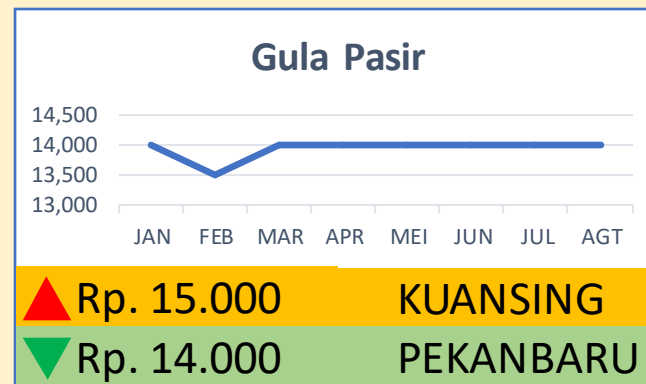 Gula Pasir
14,500
14,000
13,500
13,000
JAN FEB MAR APR MEI JUN JUL AGT
Rp. 15.000 KUANSING
Rp. 14.000 PEKANBARU